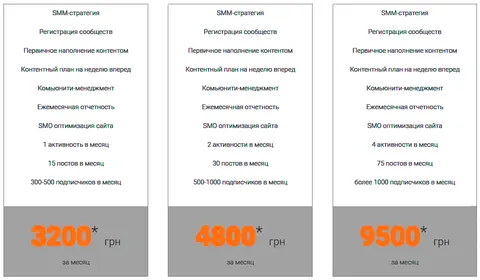 SMM-стратегия
Регистрация сообществ
Первичное наполнение контентом
Контентный план на неделю вперед
Комьюнити-менеджмент
Ежемесячная отчетность
SMO оптимизация сайта
1 активность в месяц
15 постов в месяц
300-500 подписчиков в месяц
3200* грн
за месяц
SMM-стратегия
Регистрация сообществ
Первичное наполнение контентом
Контентный план на неделю вперед
Комьюнити-менеджмент
Ежемесячная отчетность
SMO оптимизация сайта
2 активности в месяц
30 постов в месяц
500-1000 подписчиков в месяц
4800* грн
за месяц
SMM-стратегия
Регистрация сообществ
Первичное наполнение контентом
Контентный план на неделю вперед
Комьюнити-менеджмент
Ежемесячная отчетность
SMO оптимизация сайта
4 активности в месяц
75 постов в месяц
более 1000 подписчиков в месяц
9500* грн
за месяц